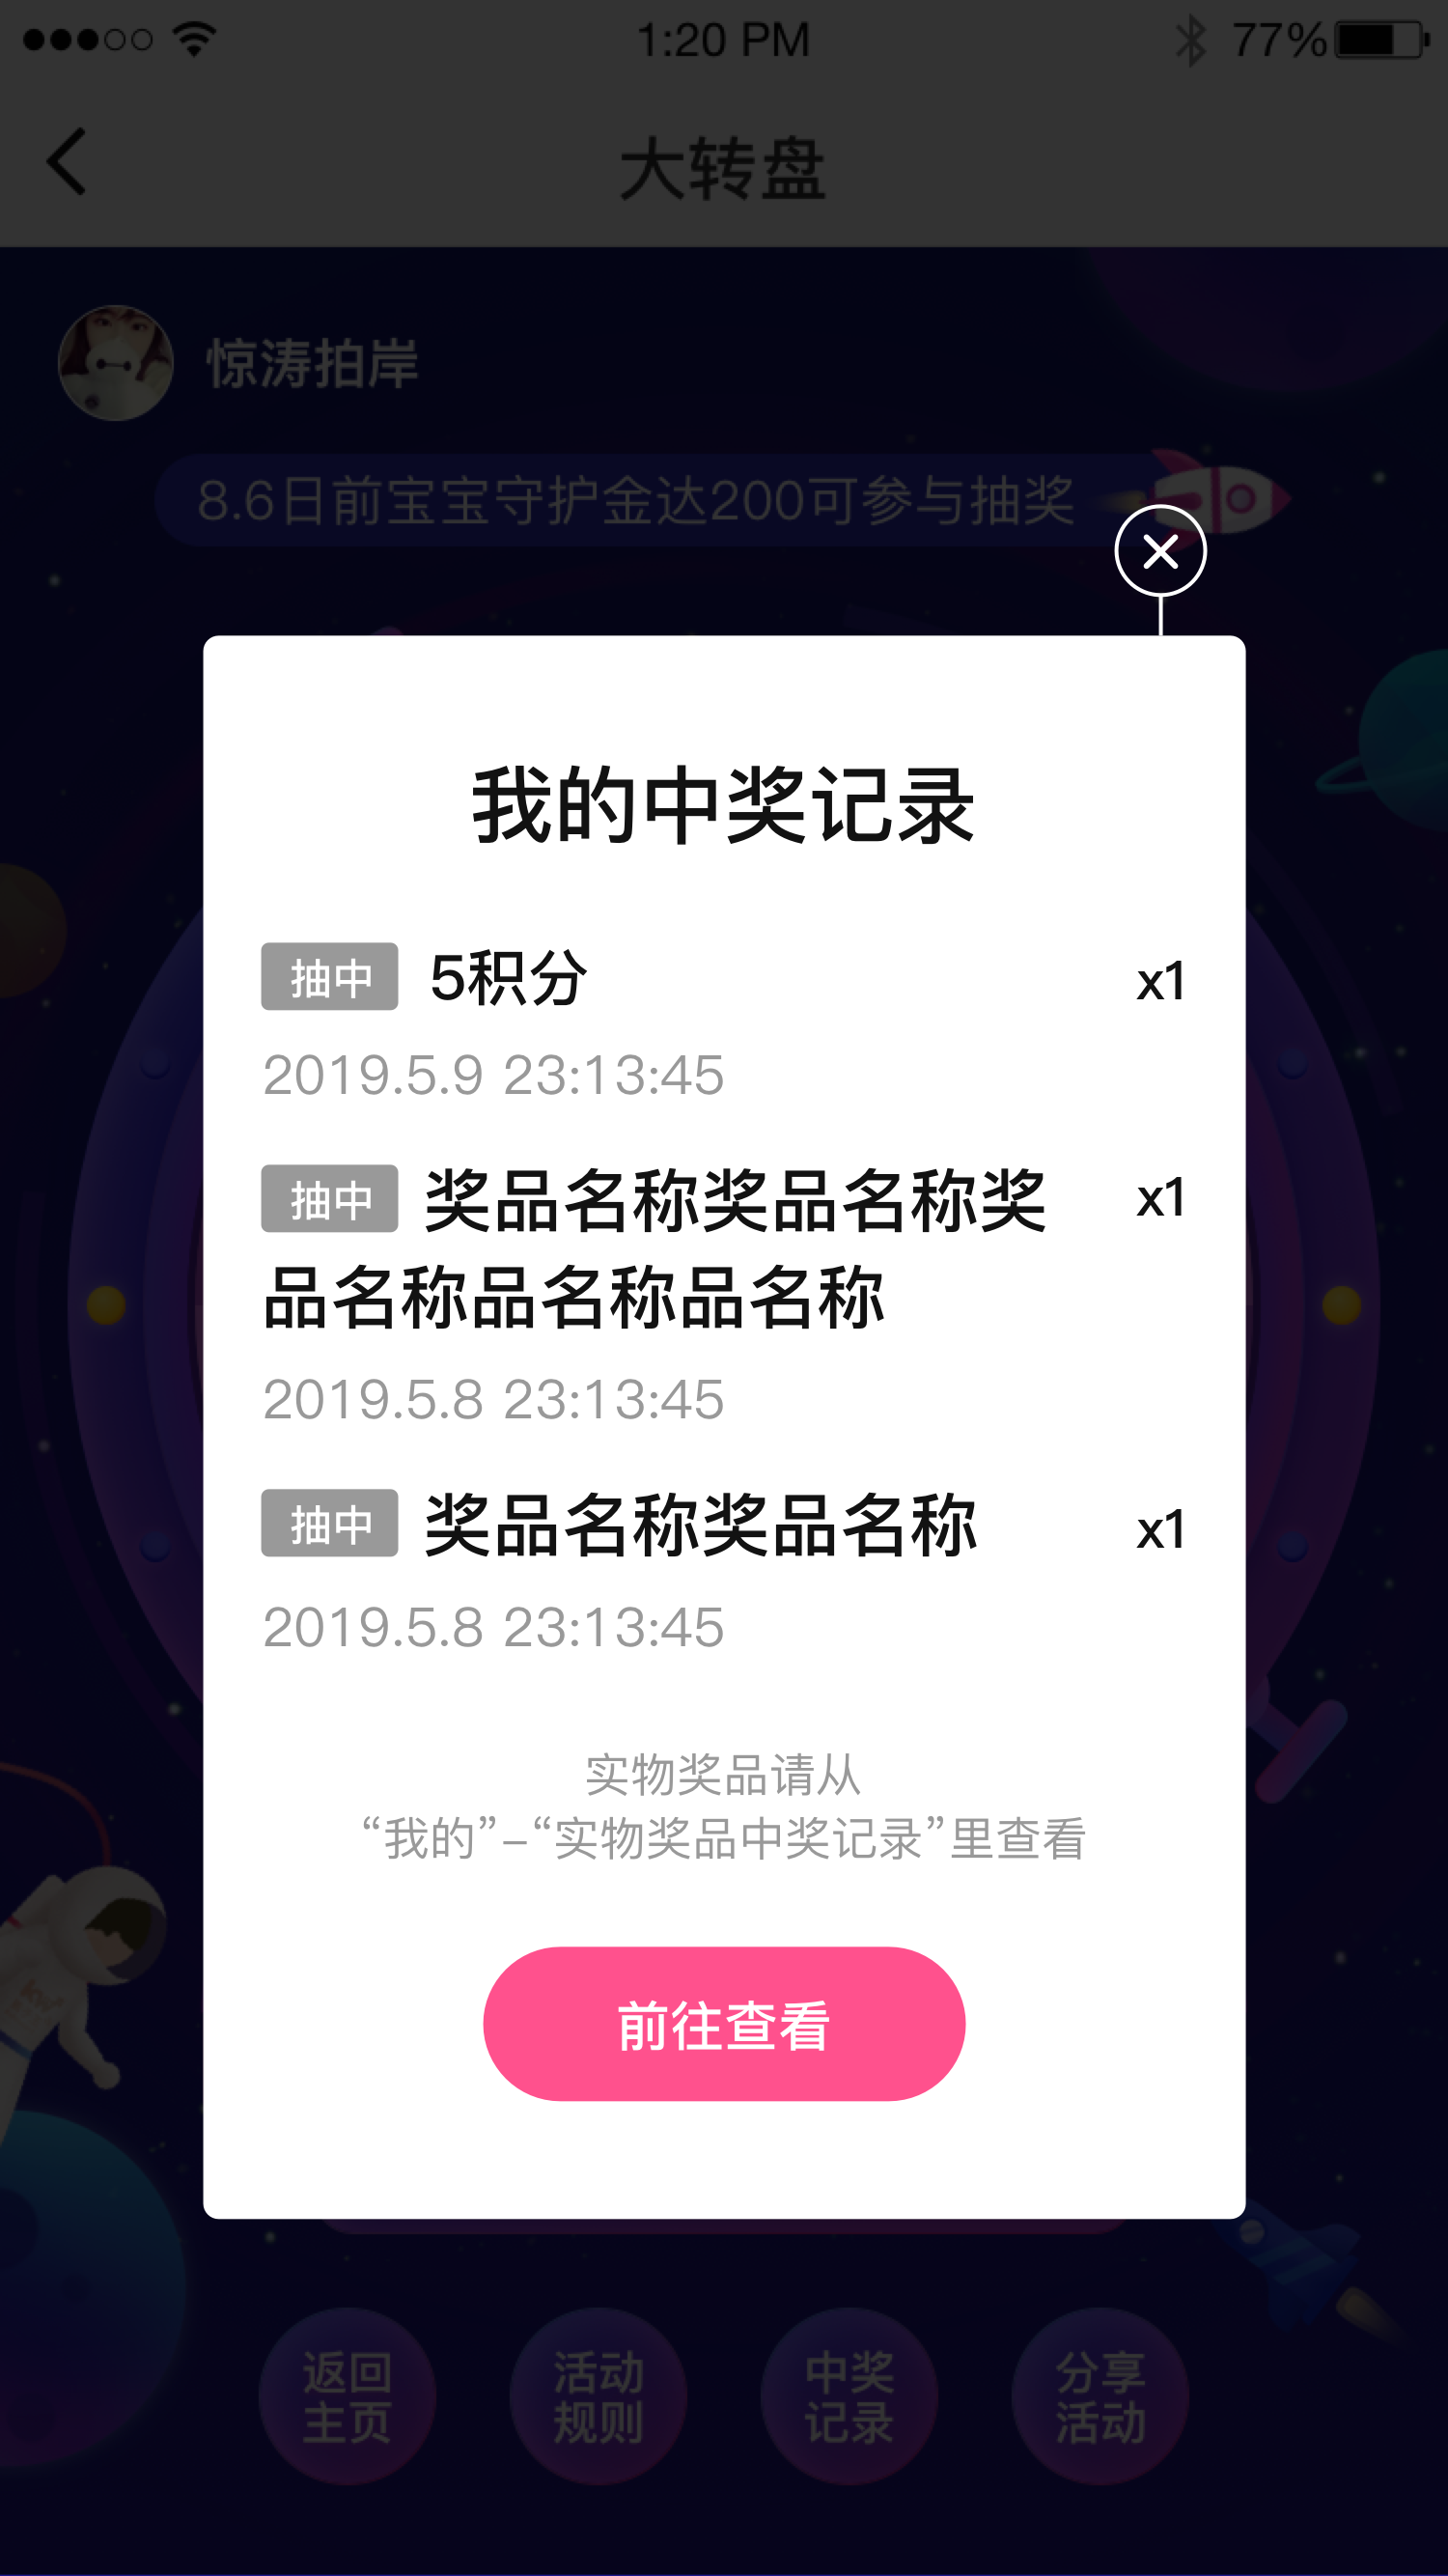 1:20 PM
77%
大转盘
惊涛拍岸
8.6日前宝宝守护金达200可参与抽奖
我的中奖记录
抽中 5积分 x1
2019.5.9 23:13:45
抽中 奖品名称奖品名称奖 x1
品名称品名称品名称
2019.5.8 23:13:45
抽中 奖品名称奖品名称 x1
2019.5.8 23:13:45
实物奖品请从
“我的”–“实物奖品中奖记录”里查看
前往查看
返回 活动 中奖 分享
主页 规则 记录 活动